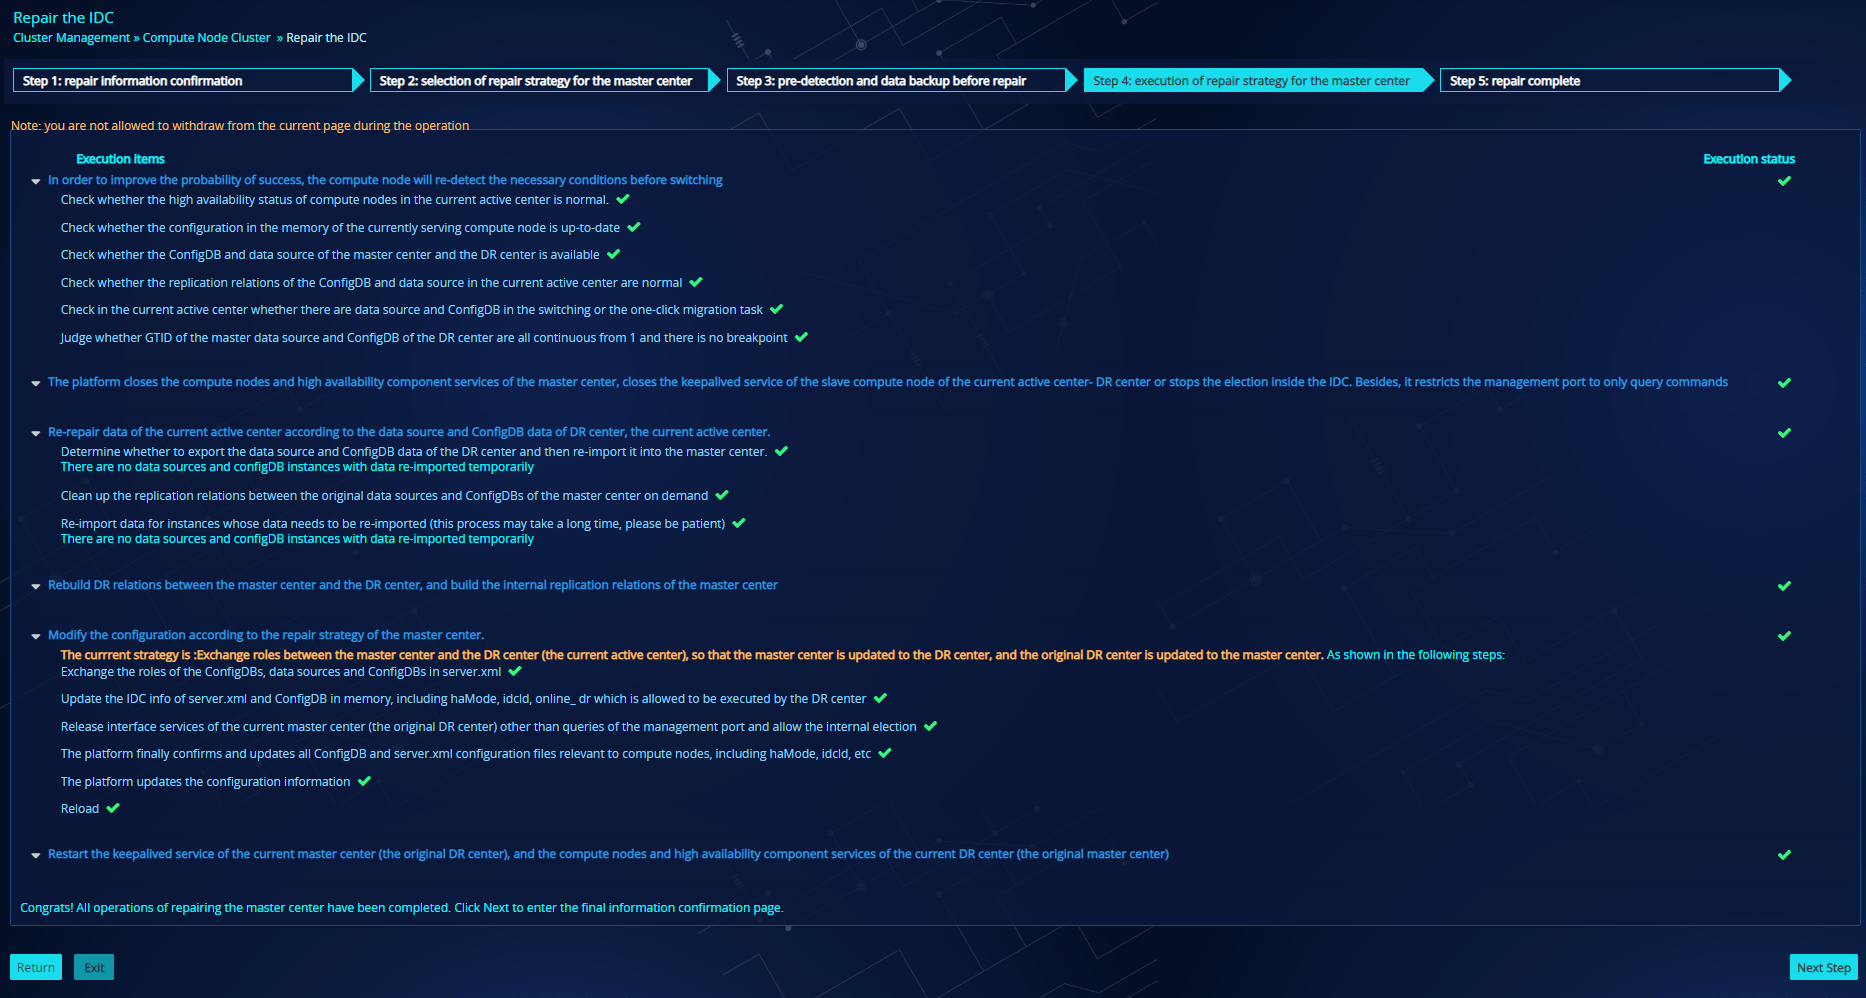 Repair the IDC
Cluster Management » Compute Node Cluster » Repair the IDC
Step 1: repair information confirmation
Step 2: selection of repair strategy for the master center
Step 3: pre-detection and data backup before repair
Step 4: execution of repair strategy for the master center
Step 5: repair complete
Note: you are not allowed to withdraw from the current page during the operation
Execution items
Execution status
In order to improve the probability of success, the compute node will re-detect the necessary conditions before switching
Check whether the high availability status of compute nodes in the current active center is normal.
Check whether the configuration in the memory of the currently serving compute node is up-to-date
Check whether the ConfigDB and data source of the master center and the DR center is available
Check whether the replication relations of the ConfigDB and data source in the current active center are normal
Check in the current active center whether there are data source and ConfigDB in the switching or the one-click migration task
Judge whether GTID of the master data source and ConfigDB of the DR center are all continuous from 1 and there is no breakpoint
The platform closes the compute nodes and high availability component services of the master center, closes the keepalived service of the slave compute node of the current active center- DR center or stops the election inside the IDC. Besides, it restricts the management port to only query commands
Re-repair data of the current active center according to the data source and ConfigDB data of DR center, the current active center.
Determine whether to export the data source and ConfigDB data of the DR center and then re-import it into the master center.
There are no data sources and configDB instances with data re-imported temporarily
Clean up the replication relations between the original data sources and ConfigDBs of the master center on demand
Re-import data for instances whose data needs to be re-imported (this process may take a long time, please be patient)
There are no data sources and configDB instances with data re-imported temporarily
Rebuild DR relations between the master center and the DR center, and build the internal replication relations of the master center
Modify the configuration according to the repair strategy of the master center.
The currrent strategy is :Exchange roles between the master center and the DR center (the current active center), so that the master center is updated to the DR center, and the original DR center is updated to the master center. As shown in the following steps:
Exchange the roles of the ConfigDBs, data sources and ConfigDBs in server.xml
Update the IDC info of server.xml and ConfigDB in memory, including haMode, idcId, online_ dr which is allowed to be executed by the DR center
Release interface services of the current master center (the original DR center) other than queries of the management port and allow the internal election
The platform finally confirms and updates all ConfigDB and server.xml configuration files relevant to compute nodes, including haMode, idcId, etc
The platform updates the configuration information
Reload
Restart the keepalived service of the current master center (the original DR center), and the compute nodes and high availability component services of the current DR center (the original master center)
Congrats! All operations of repairing the master center have been completed. Click Next to enter the final information confirmation page.
Return
Exit
Next Step